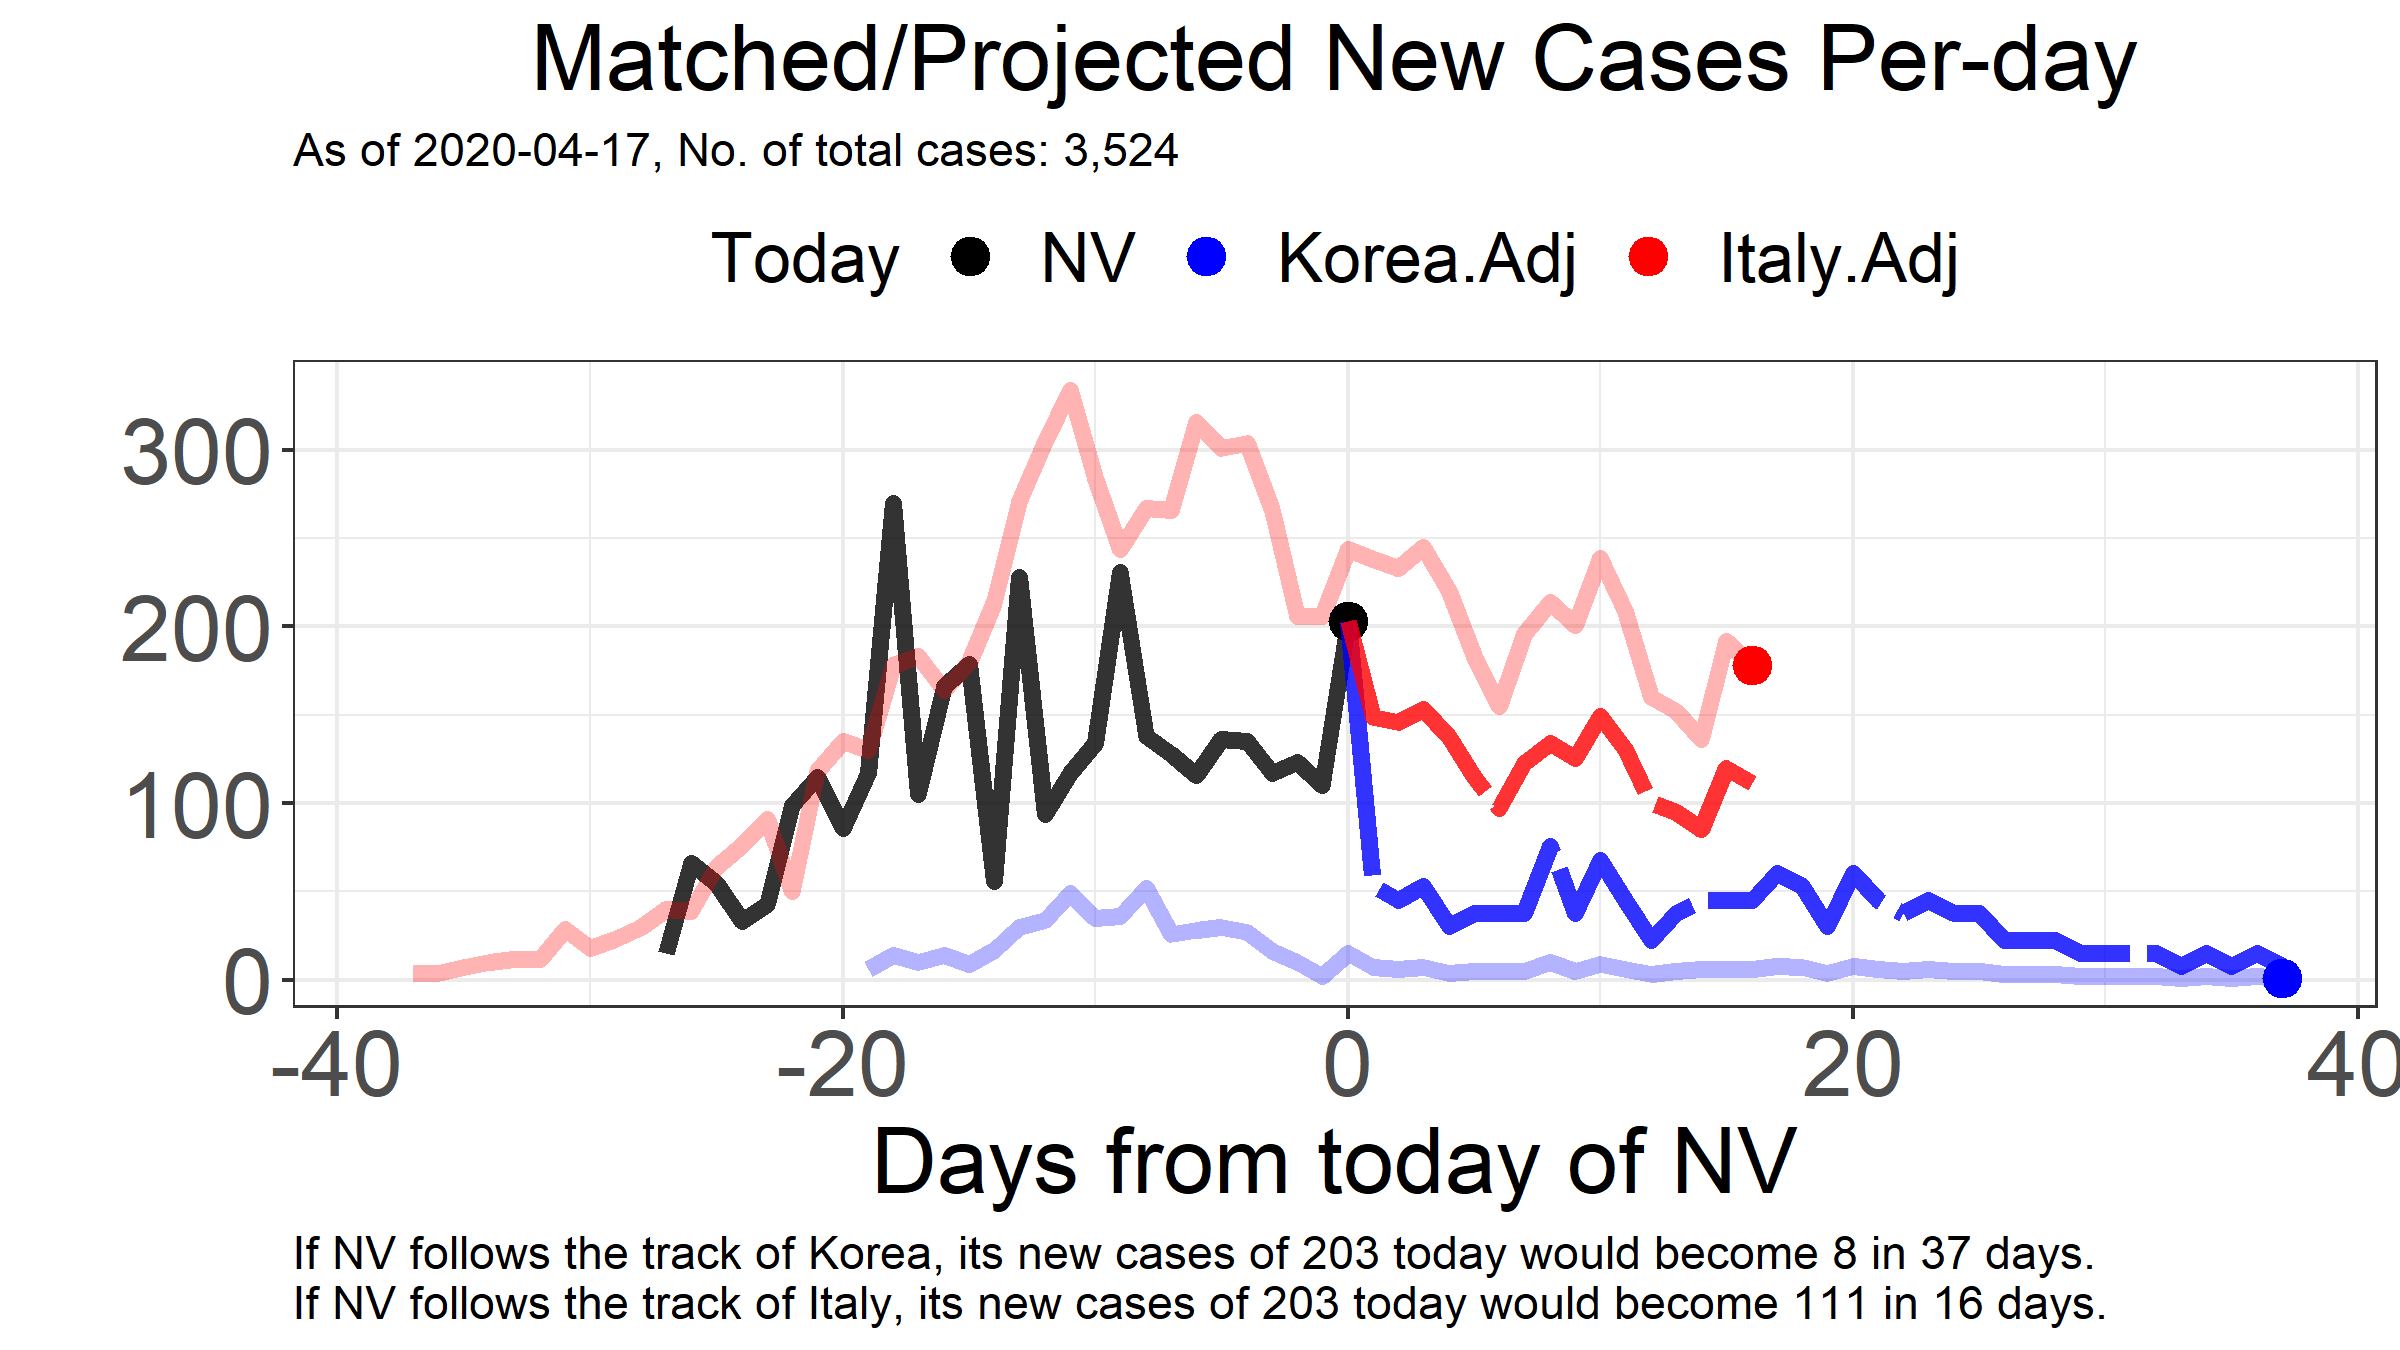 Matched/Projected New Cases Per-day
As of 2020-04-17, No. of total cases: 3,524
Today NV Korea.Adj Italy.Adj
300
200
100
0
-40 -20 0 20 40
Days from today of NV
If NV follows the track of Korea, its new cases of 203 today would become 8 in 37 days.
If NV follows the track of Italy, its new cases of 203 today would become 111 in 16 days.